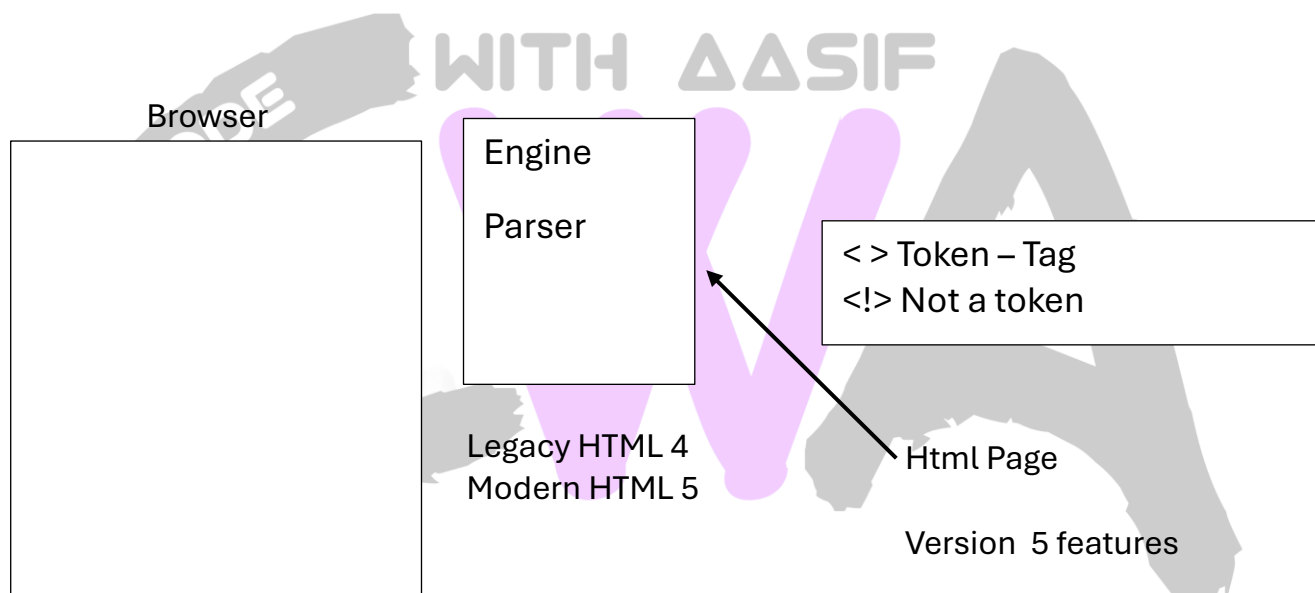 WITH AASIF
Browser
Engine
Parser
< > Token – Tag
<!> Not a token
Legacy HTML 4
Modern HTML 5
Html Page
Version 5 features